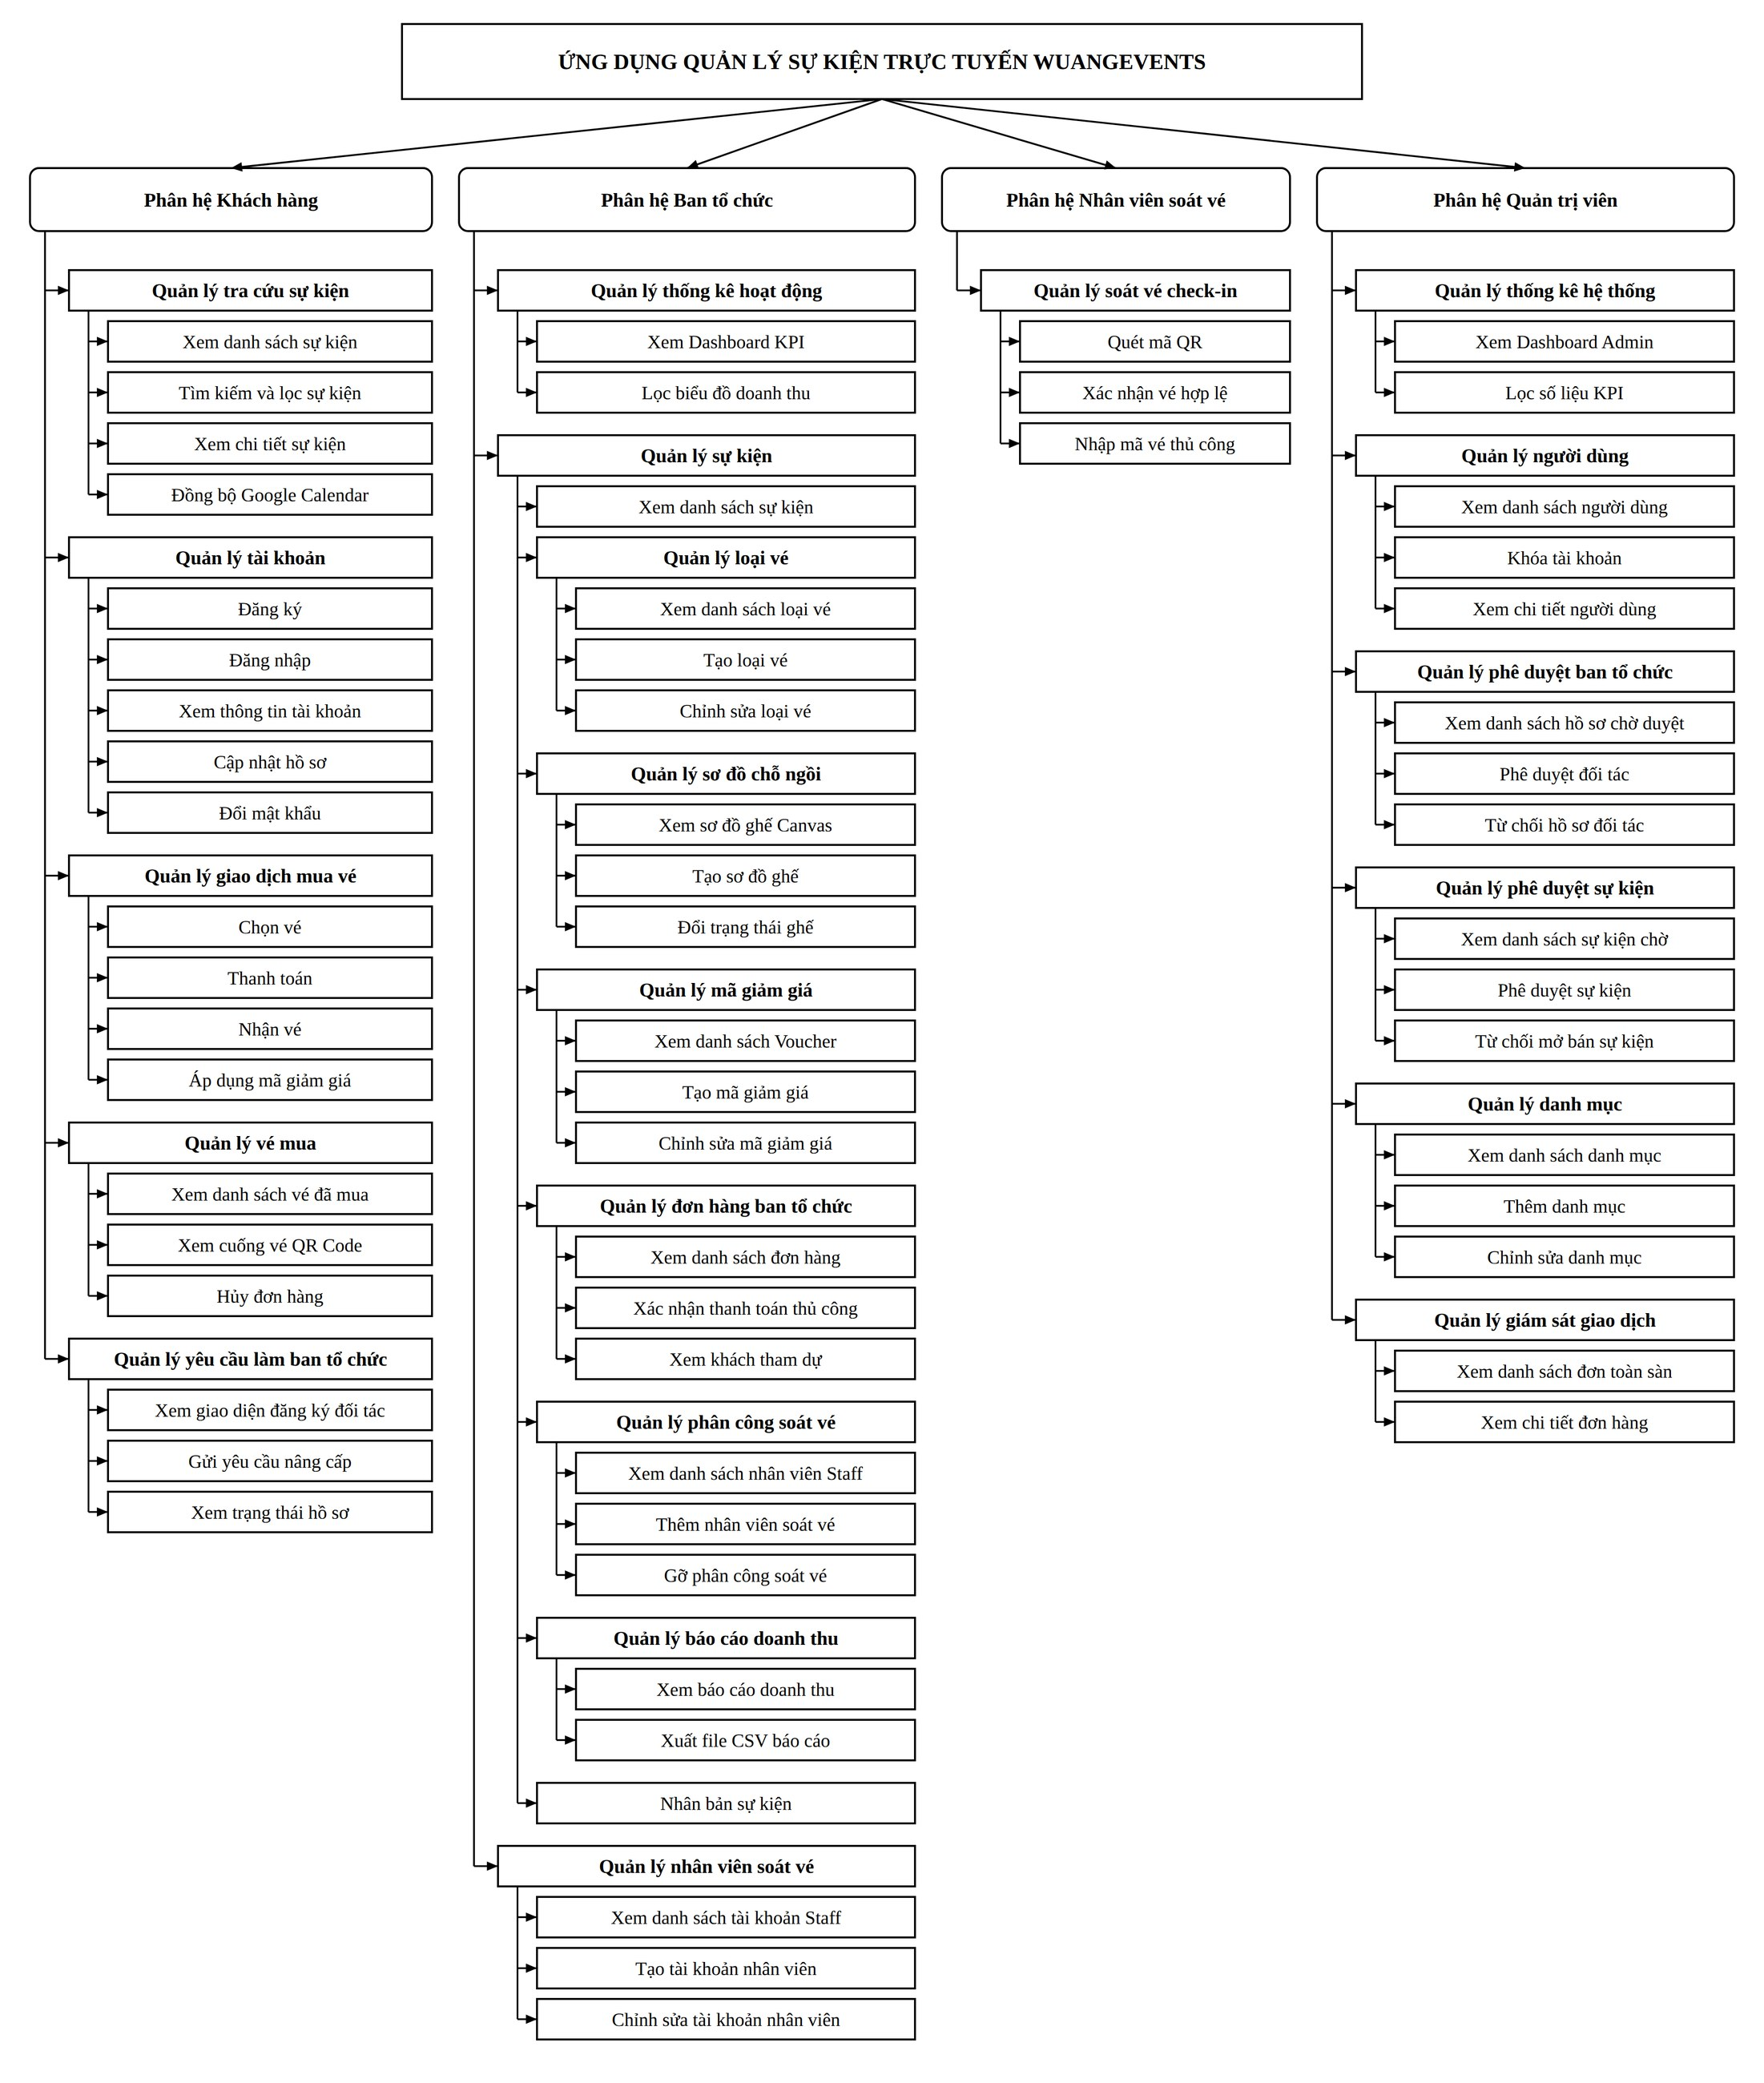 ỨNG DỤNG QUẢN LÝ SỰ KIỆN TRỰC TUYẾN WUANGEVENTS
Phân hệ Khách hàng
Quản lý tra cứu sự kiện
Xem danh sách sự kiện
Tìm kiếm và lọc sự kiện
Xem chi tiết sự kiện
Đồng bộ Google Calendar
Quản lý tài khoản
Đăng ký
Đăng nhập
Xem thông tin tài khoản
Cập nhật hồ sơ
Đổi mật khẩu
Quản lý giao dịch mua vé
Chọn vé
Thanh toán
Nhận vé
Áp dụng mã giảm giá
Quản lý vé mua
Xem danh sách vé đã mua
Xem cuống vé QR Code
Hủy đơn hàng
Quản lý yêu cầu làm ban tổ chức
Xem giao diện đăng ký đối tác
Gửi yêu cầu nâng cấp
Xem trạng thái hồ sơ
Phân hệ Ban tổ chức
Quản lý thống kê hoạt động
Xem Dashboard KPI
Lọc biểu đồ doanh thu
Quản lý sự kiện
Xem danh sách sự kiện
Quản lý loại vé
Xem danh sách loại vé
Tạo loại vé
Chỉnh sửa loại vé
Quản lý sơ đồ chỗ ngồi
Xem sơ đồ ghế Canvas
Tạo sơ đồ ghế
Đổi trạng thái ghế
Quản lý mã giảm giá
Xem danh sách Voucher
Tạo mã giảm giá
Chỉnh sửa mã giảm giá
Quản lý đơn hàng ban tổ chức
Xem danh sách đơn hàng
Xác nhận thanh toán thủ công
Xem khách tham dự
Quản lý phân công soát vé
Xem danh sách nhân viên Staff
Thêm nhân viên soát vé
Gỡ phân công soát vé
Quản lý báo cáo doanh thu
Xem báo cáo doanh thu
Xuất file CSV báo cáo
Nhân bản sự kiện
Quản lý nhân viên soát vé
Xem danh sách tài khoản Staff
Tạo tài khoản nhân viên
Chỉnh sửa tài khoản nhân viên
Phân hệ Nhân viên soát vé
Quản lý soát vé check-in
Quét mã QR
Xác nhận vé hợp lệ
Nhập mã vé thủ công
Phân hệ Quản trị viên
Quản lý thống kê hệ thống
Xem Dashboard Admin
Lọc số liệu KPI
Quản lý người dùng
Xem danh sách người dùng
Khóa tài khoản
Xem chi tiết người dùng
Quản lý phê duyệt ban tổ chức
Xem danh sách hồ sơ chờ duyệt
Phê duyệt đối tác
Từ chối hồ sơ đối tác
Quản lý phê duyệt sự kiện
Xem danh sách sự kiện chờ
Phê duyệt sự kiện
Từ chối mở bán sự kiện
Quản lý danh mục
Xem danh sách danh mục
Thêm danh mục
Chỉnh sửa danh mục
Quản lý giám sát giao dịch
Xem danh sách đơn toàn sàn
Xem chi tiết đơn hàng